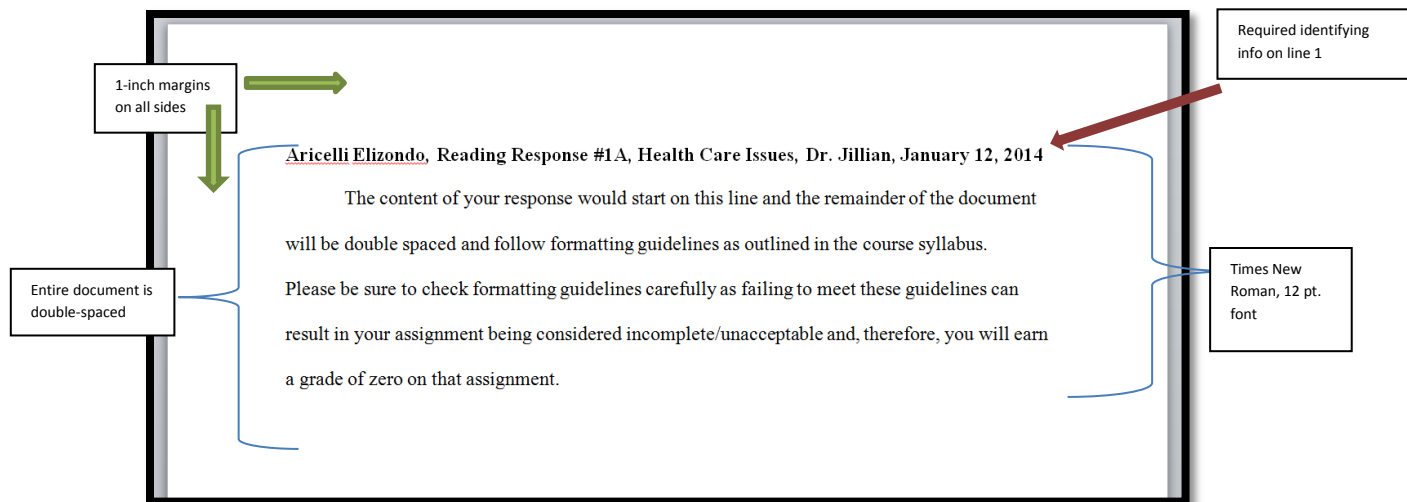 Required identifying
info on line 1
1-inch margins
on all sides
Aricelli Elizondo, Reading Response #1A, Health Care Issues, Dr. Jillian, January 12, 2014
The content of your response would start on this line and the remainder of the document
will be double spaced and follow formatting guidelines as outlined in the course syllabus.
Please be sure to check formatting guidelines carefully as failing to meet these guidelines can
result in your assignment being considered incomplete/unacceptable and, therefore, you will earn
a grade of zero on that assignment.
Entire document is
double-spaced
Times New
Roman, 12 pt.
font